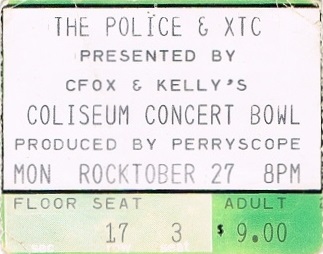 THE POLICE & XTC
PRESENTED BY
CFOX & KELLY'S
COLISEUM CONCERT BOWL
PRODUCED BY PERRYSCOPE
MON ROCKTOBER 27 8PM
FLOOR SEAT ADULT
17 3 $9.00